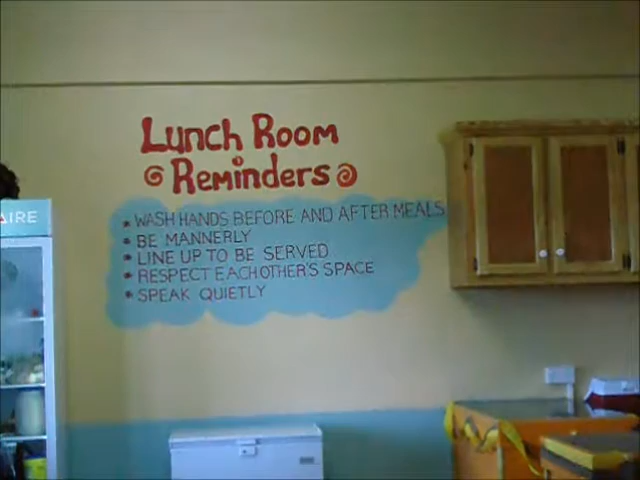 Lunch Room
Reminders
AIRE
• WASH HANDS BEFORE AND AFTER MEALS
• BE MANNERLY
• LINE UP TO BE SERVED
• RESPECT EACH OTHER'S SPACE
• SPEAK QUIETLY